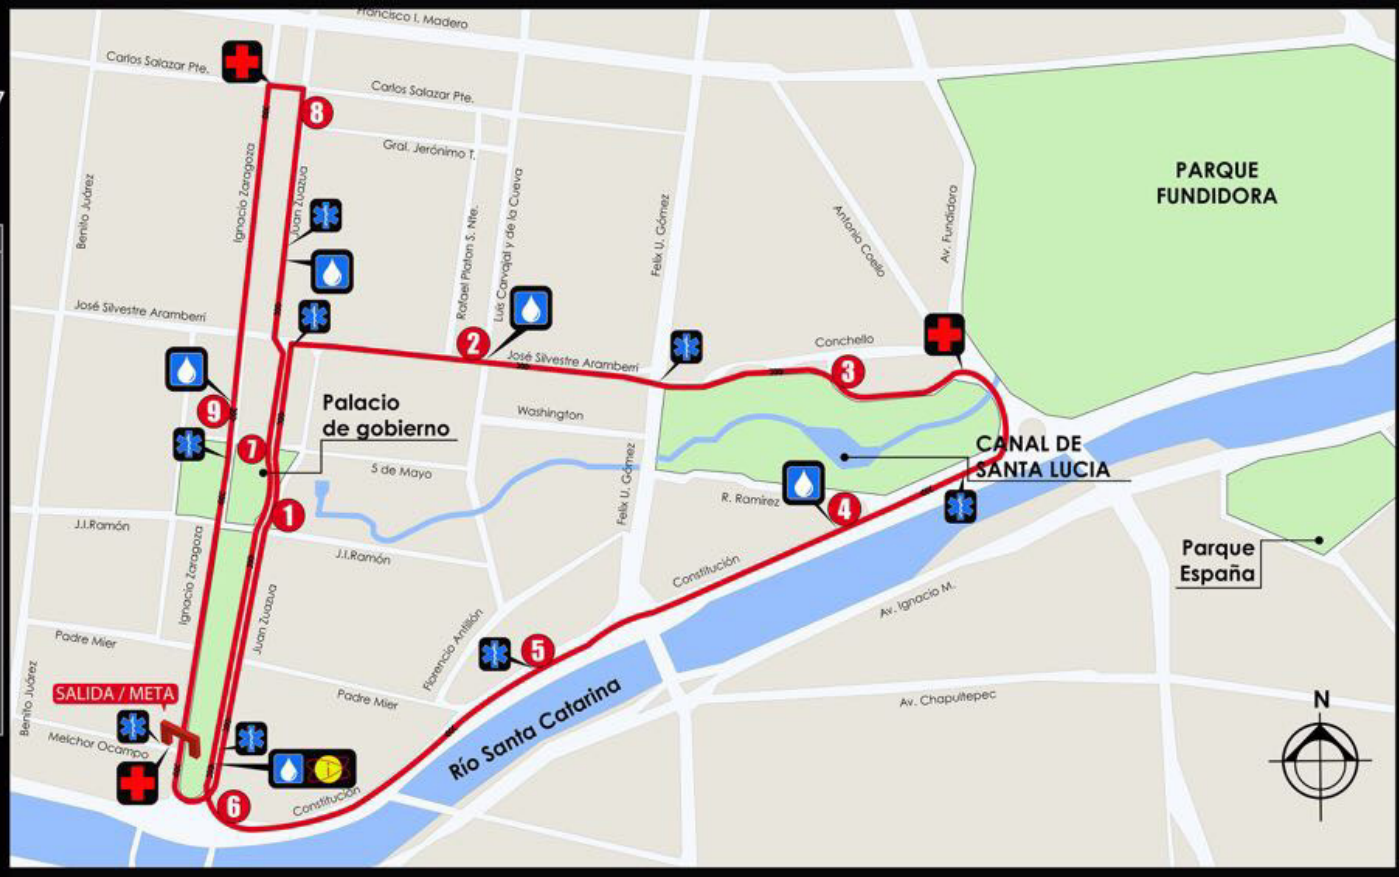 Francisco I. Madero
Carlos Salazar Pte.
Carlos Salazar Pte.
8
Gral. Jerónimo T.
PARQUE
FUNDIDORA
Benito Juárez
Ignacio Zaragoza
Juan Zuazua
Rafael Platon S. Nte.
Luis Carvajal y de la Cueva
Felix U. Gómez
Antonio Coello
Av. Fundidora
José Silvestre Aramberri
2
José Silvestre Aramberri
Conchello
3
9
Palacio
de gobierno
Washington
7
5 de Mayo
Felix U. Gómez
CANAL DE
SANTA LUCIA
R. Ramírez
4
J.I.Ramón
1
J.I.Ramón
Parque
España
Ignacio Zaragoza
Juan Zuazua
Constitución
Av. Ignacio M.
Padre Mier
Florencio Antillón
5
Benito Juárez
SALIDA / META
Padre Mier
Av. Chapultepec
N
Melchor Ocampo
Río Santa Catarina
6
Constitución